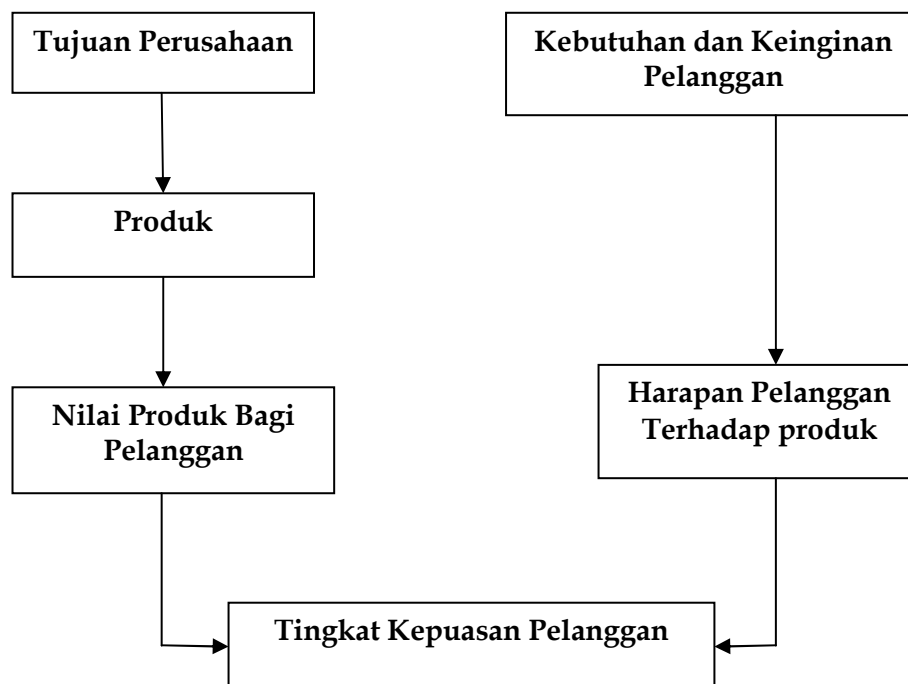 Tujuan Perusahaan
Kebutuhan dan Keinginan
Pelanggan
Produk
Nilai Produk Bagi
Pelanggan
Harapan Pelanggan
Terhadap produk
Tingkat Kepuasan Pelanggan